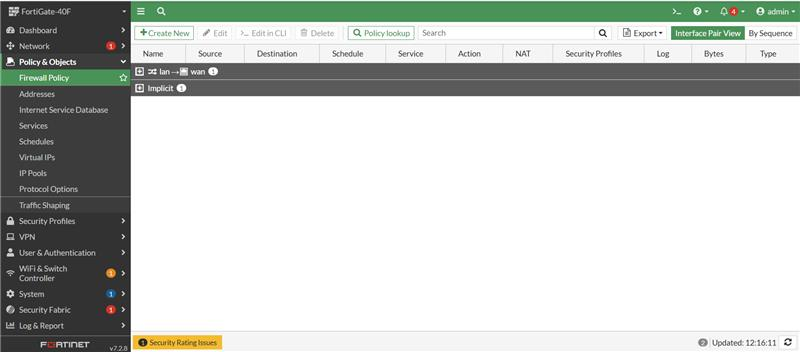 FortiGate-40F
>_
4
admin
Dashboard
Network 1
Policy & Objects
Firewall Policy
Addresses
Internet Service Database
Services
Schedules
Virtual IPs
IP Pools
Protocol Options
Traffic Shaping
Security Profiles
VPN
User & Authentication
WiFi & Switch Controller 1
System 1
Security Fabric 1
Log & Report
FORTINET v7.2.8
+Create New Edit >_ Edit in CLI Delete Policy lookup Search Export Interface Pair View By Sequence
Name Source Destination Schedule Service Action NAT Security Profiles Log Bytes Type
lan → wan 1
Implicit 1
1 Security Rating Issues
2 Updated: 12:16:11